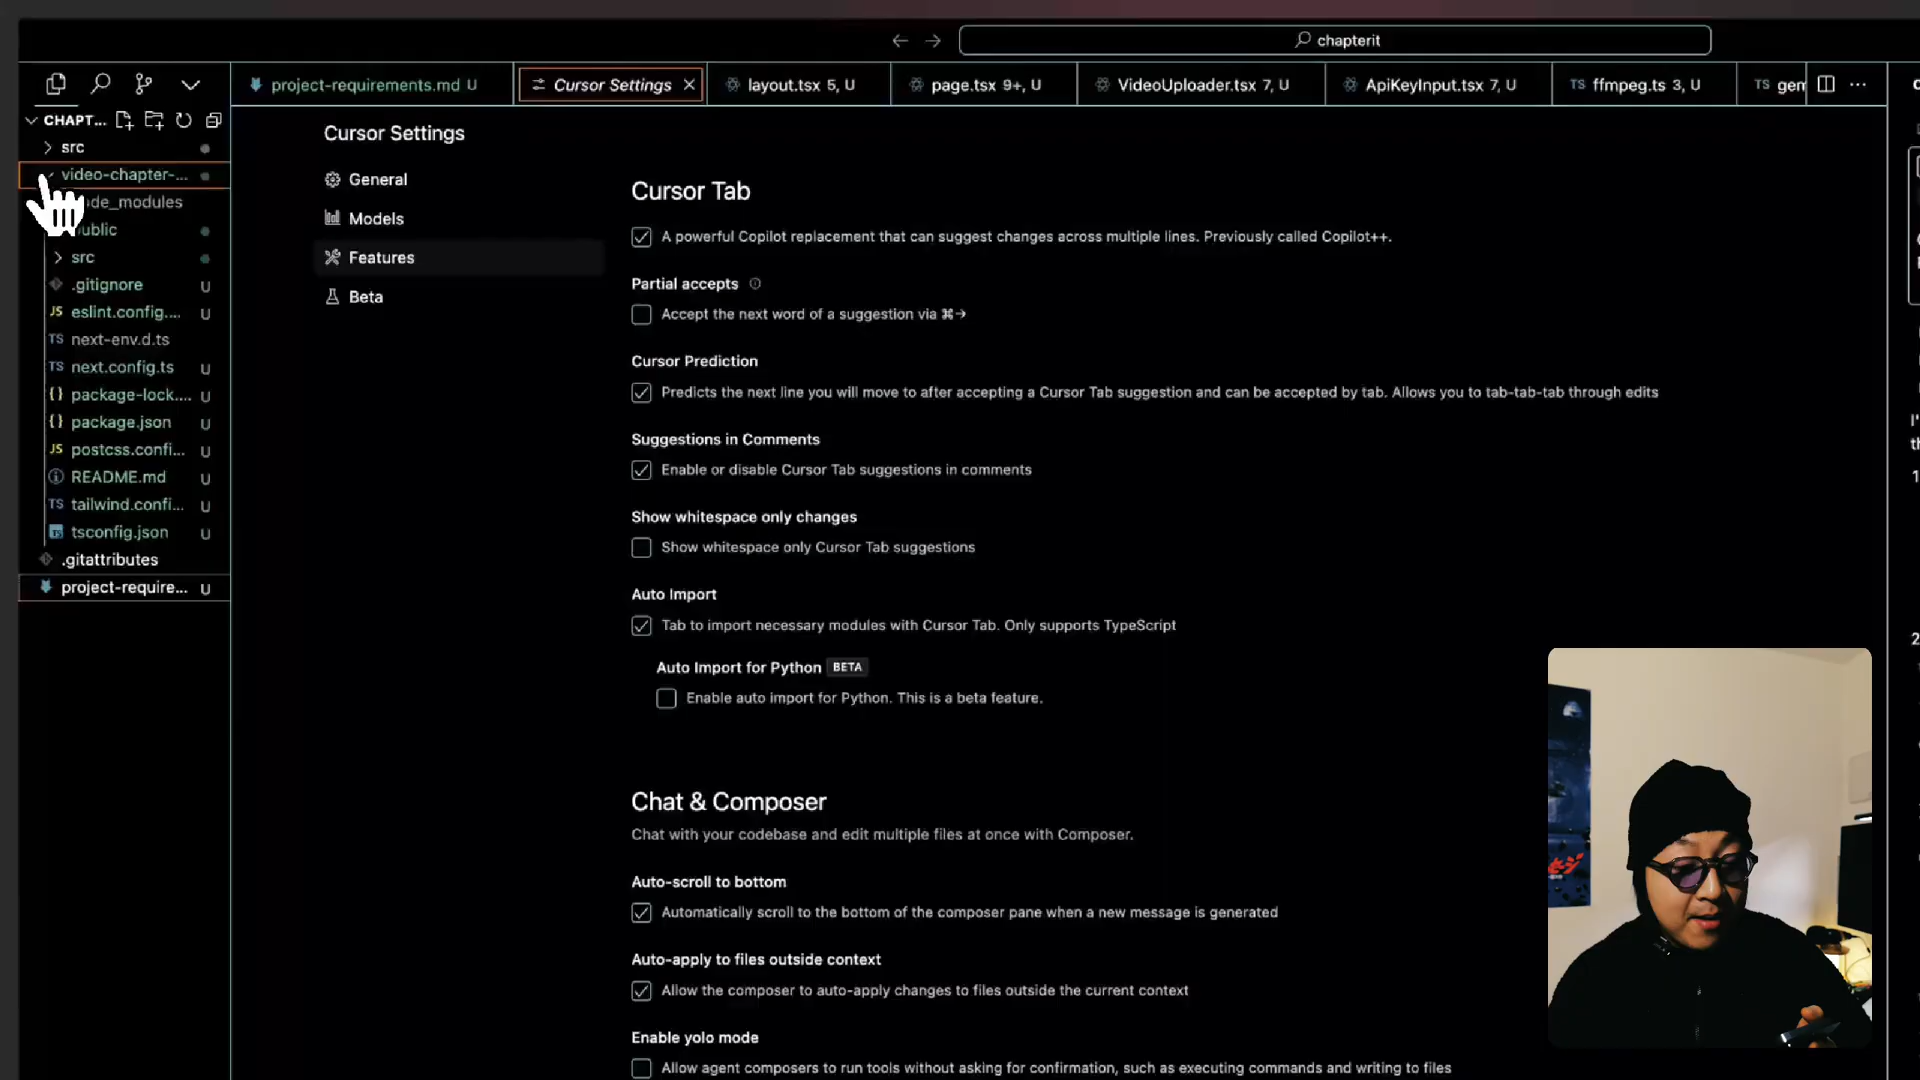 chapterit
project-requirements.md U
Cursor Settings
layout.tsx 5, U
page.tsx 9+, U
VideoUploader.tsx 7, U
ApiKeyInput.tsx 7, U
TS ffmpeg.ts 3, U
TS
CHAPT...
src
video-chapter-...
de_modules
ublic
src
.gitignore U
JS eslint.config.... U
TS next-env.d.ts
TS next.config.ts U
{} package-lock.... U
{} package.json U
JS postcss.confi... U
README.md U
TS tailwind.confi... U
TS tsconfig.json U
.gitattributes
project-require... U
Cursor Settings
General
Models
Features
Beta
Cursor Tab
A powerful Copilot replacement that can suggest changes across multiple lines. Previously called Copilot++.
Partial accepts
Accept the next word of a suggestion via ⌘→
Cursor Prediction
Predicts the next line you will move to after accepting a Cursor Tab suggestion and can be accepted by tab. Allows you to tab-tab-tab through edits
Suggestions in Comments
Enable or disable Cursor Tab suggestions in comments
Show whitespace only changes
Show whitespace only Cursor Tab suggestions
Auto Import
Tab to import necessary modules with Cursor Tab. Only supports TypeScript
Auto Import for Python BETA
Enable auto import for Python. This is a beta feature.
Chat & Composer
Chat with your codebase and edit multiple files at once with Composer.
Auto-scroll to bottom
Automatically scroll to the bottom of the composer pane when a new message is generated
Auto-apply to files outside context
Allow the composer to auto-apply changes to files outside the current context
Enable yolo mode
Allow agent composers to run tools without asking for confirmation, such as executing commands and writing to files